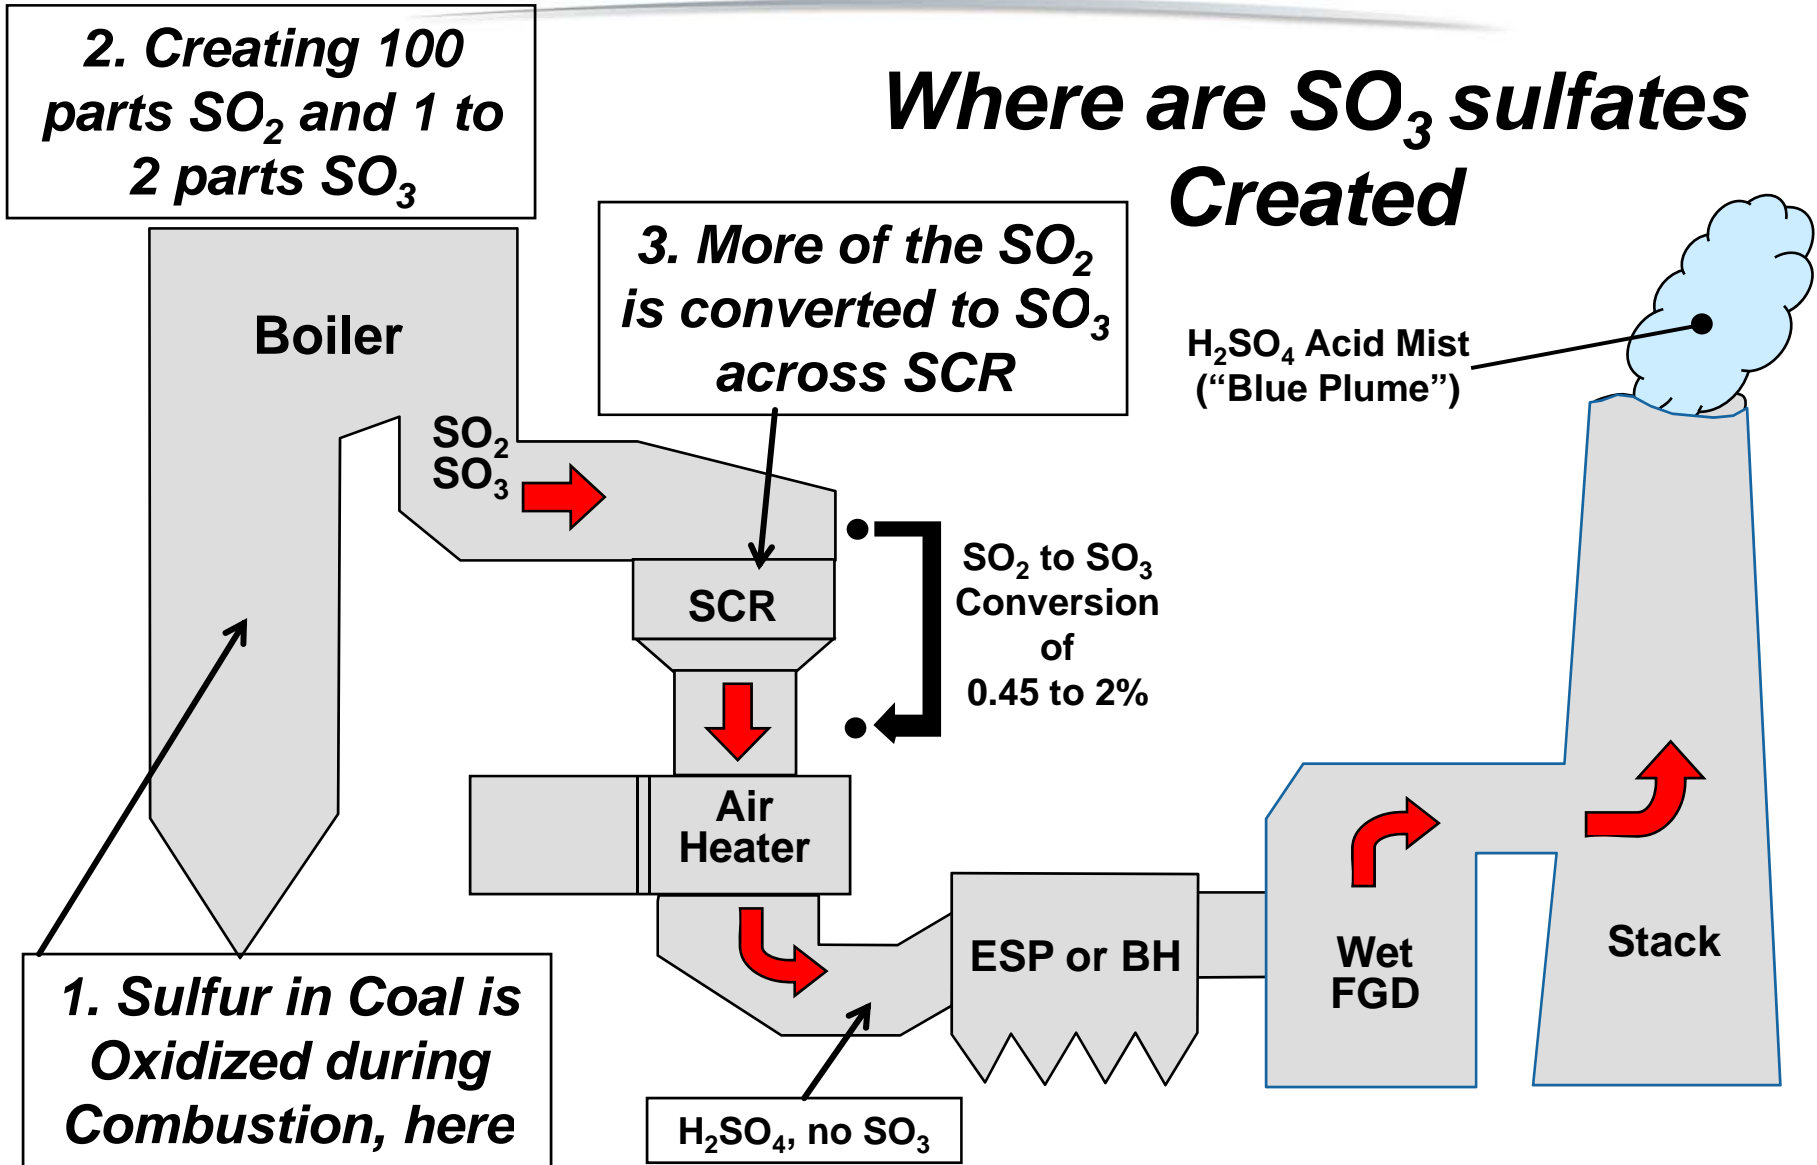 Where are SO₃ sulfates
Created
2. Creating 100
parts SO₂ and 1 to
2 parts SO₃
3. More of the SO₂
is converted to SO₃
across SCR
Boiler
H₂SO₄ Acid Mist
(“Blue Plume”)
SO₂
SO₃
SO₂ to SO₃
Conversion
of
0.45 to 2%
SCR
Air
Heater
ESP or BH
Wet
FGD
Stack
1. Sulfur in Coal is
Oxidized during
Combustion, here
H₂SO₄, no SO₃